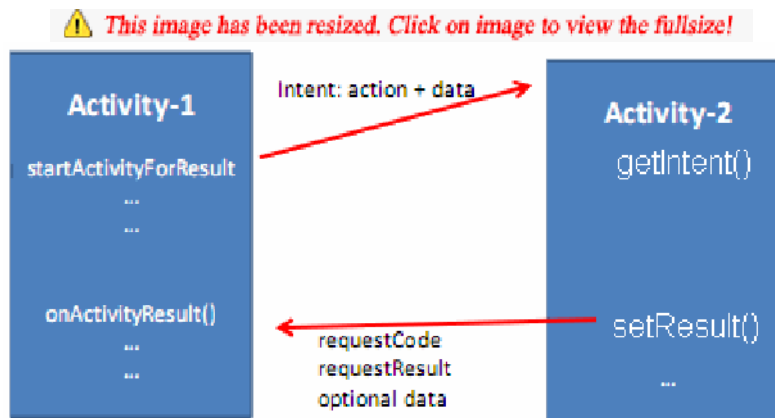 This image has been resized. Click on image to view the fullsize!
Activity-1
startActivityForResult
...
...
onActivityResult()
...
...
Intent: action + data
requestCode
requestResult
optional data
Activity-2
getIntent()
setResult()
...